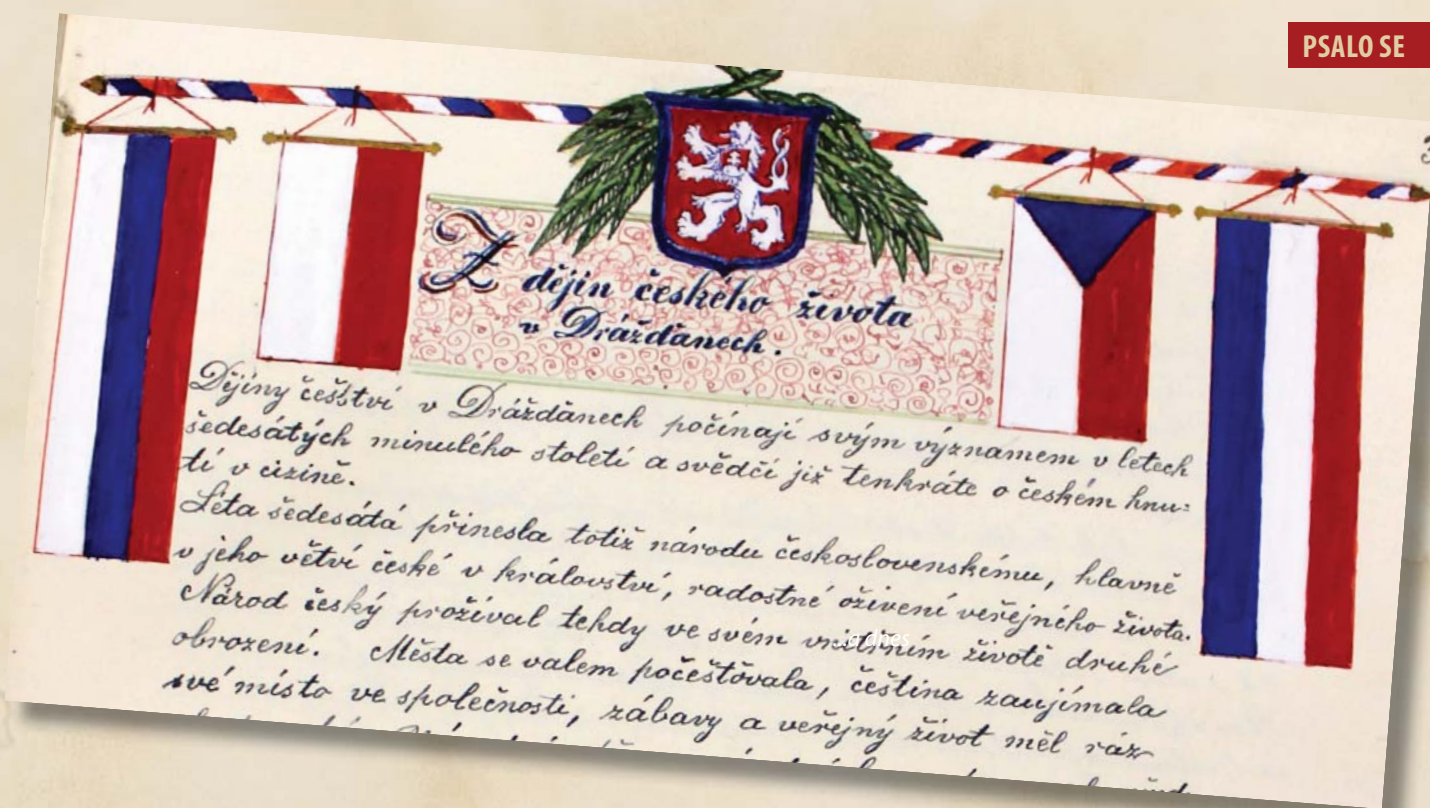 PSALO SE
Z dějin českého života
v Drážďanech.
Dějiny češství v Drážďanech počínají svým významem v letech
šedesátých minulého století a svědčí již tenkráte o českém hnu=
tí v cizině.
Léta šedesátá přinesla totiž národu československému, hlavně
v jeho větvi české v království, radostné oživení veřejného života.
Národ český prožíval tehdy ve svém vnitřním životě druhé
obrození. Města se valem počešťovala, čeština zaujímala
své místo ve společnosti, zábavy a veřejný život měl ráz